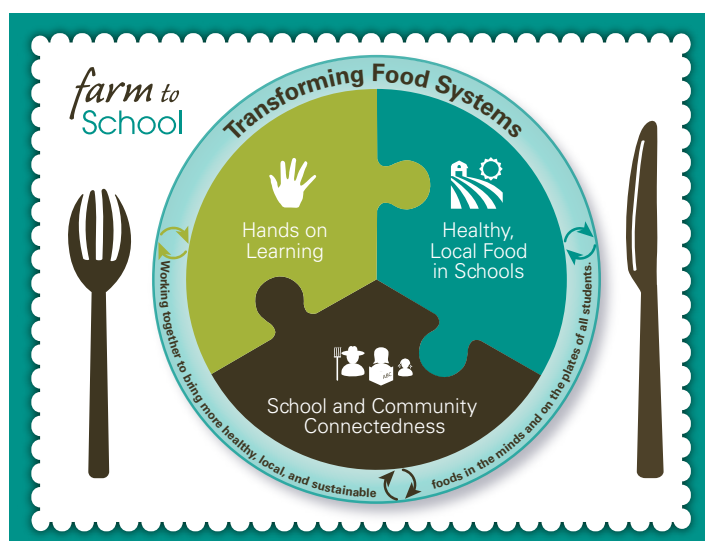 farm to
School
Transforming Food Systems
Hands on
Learning
Healthy,
Local Food
in Schools
ABC
School and Community
Connectedness
Working together to bring more healthy, local, and sustainable
foods in the minds and on the plates of all students.